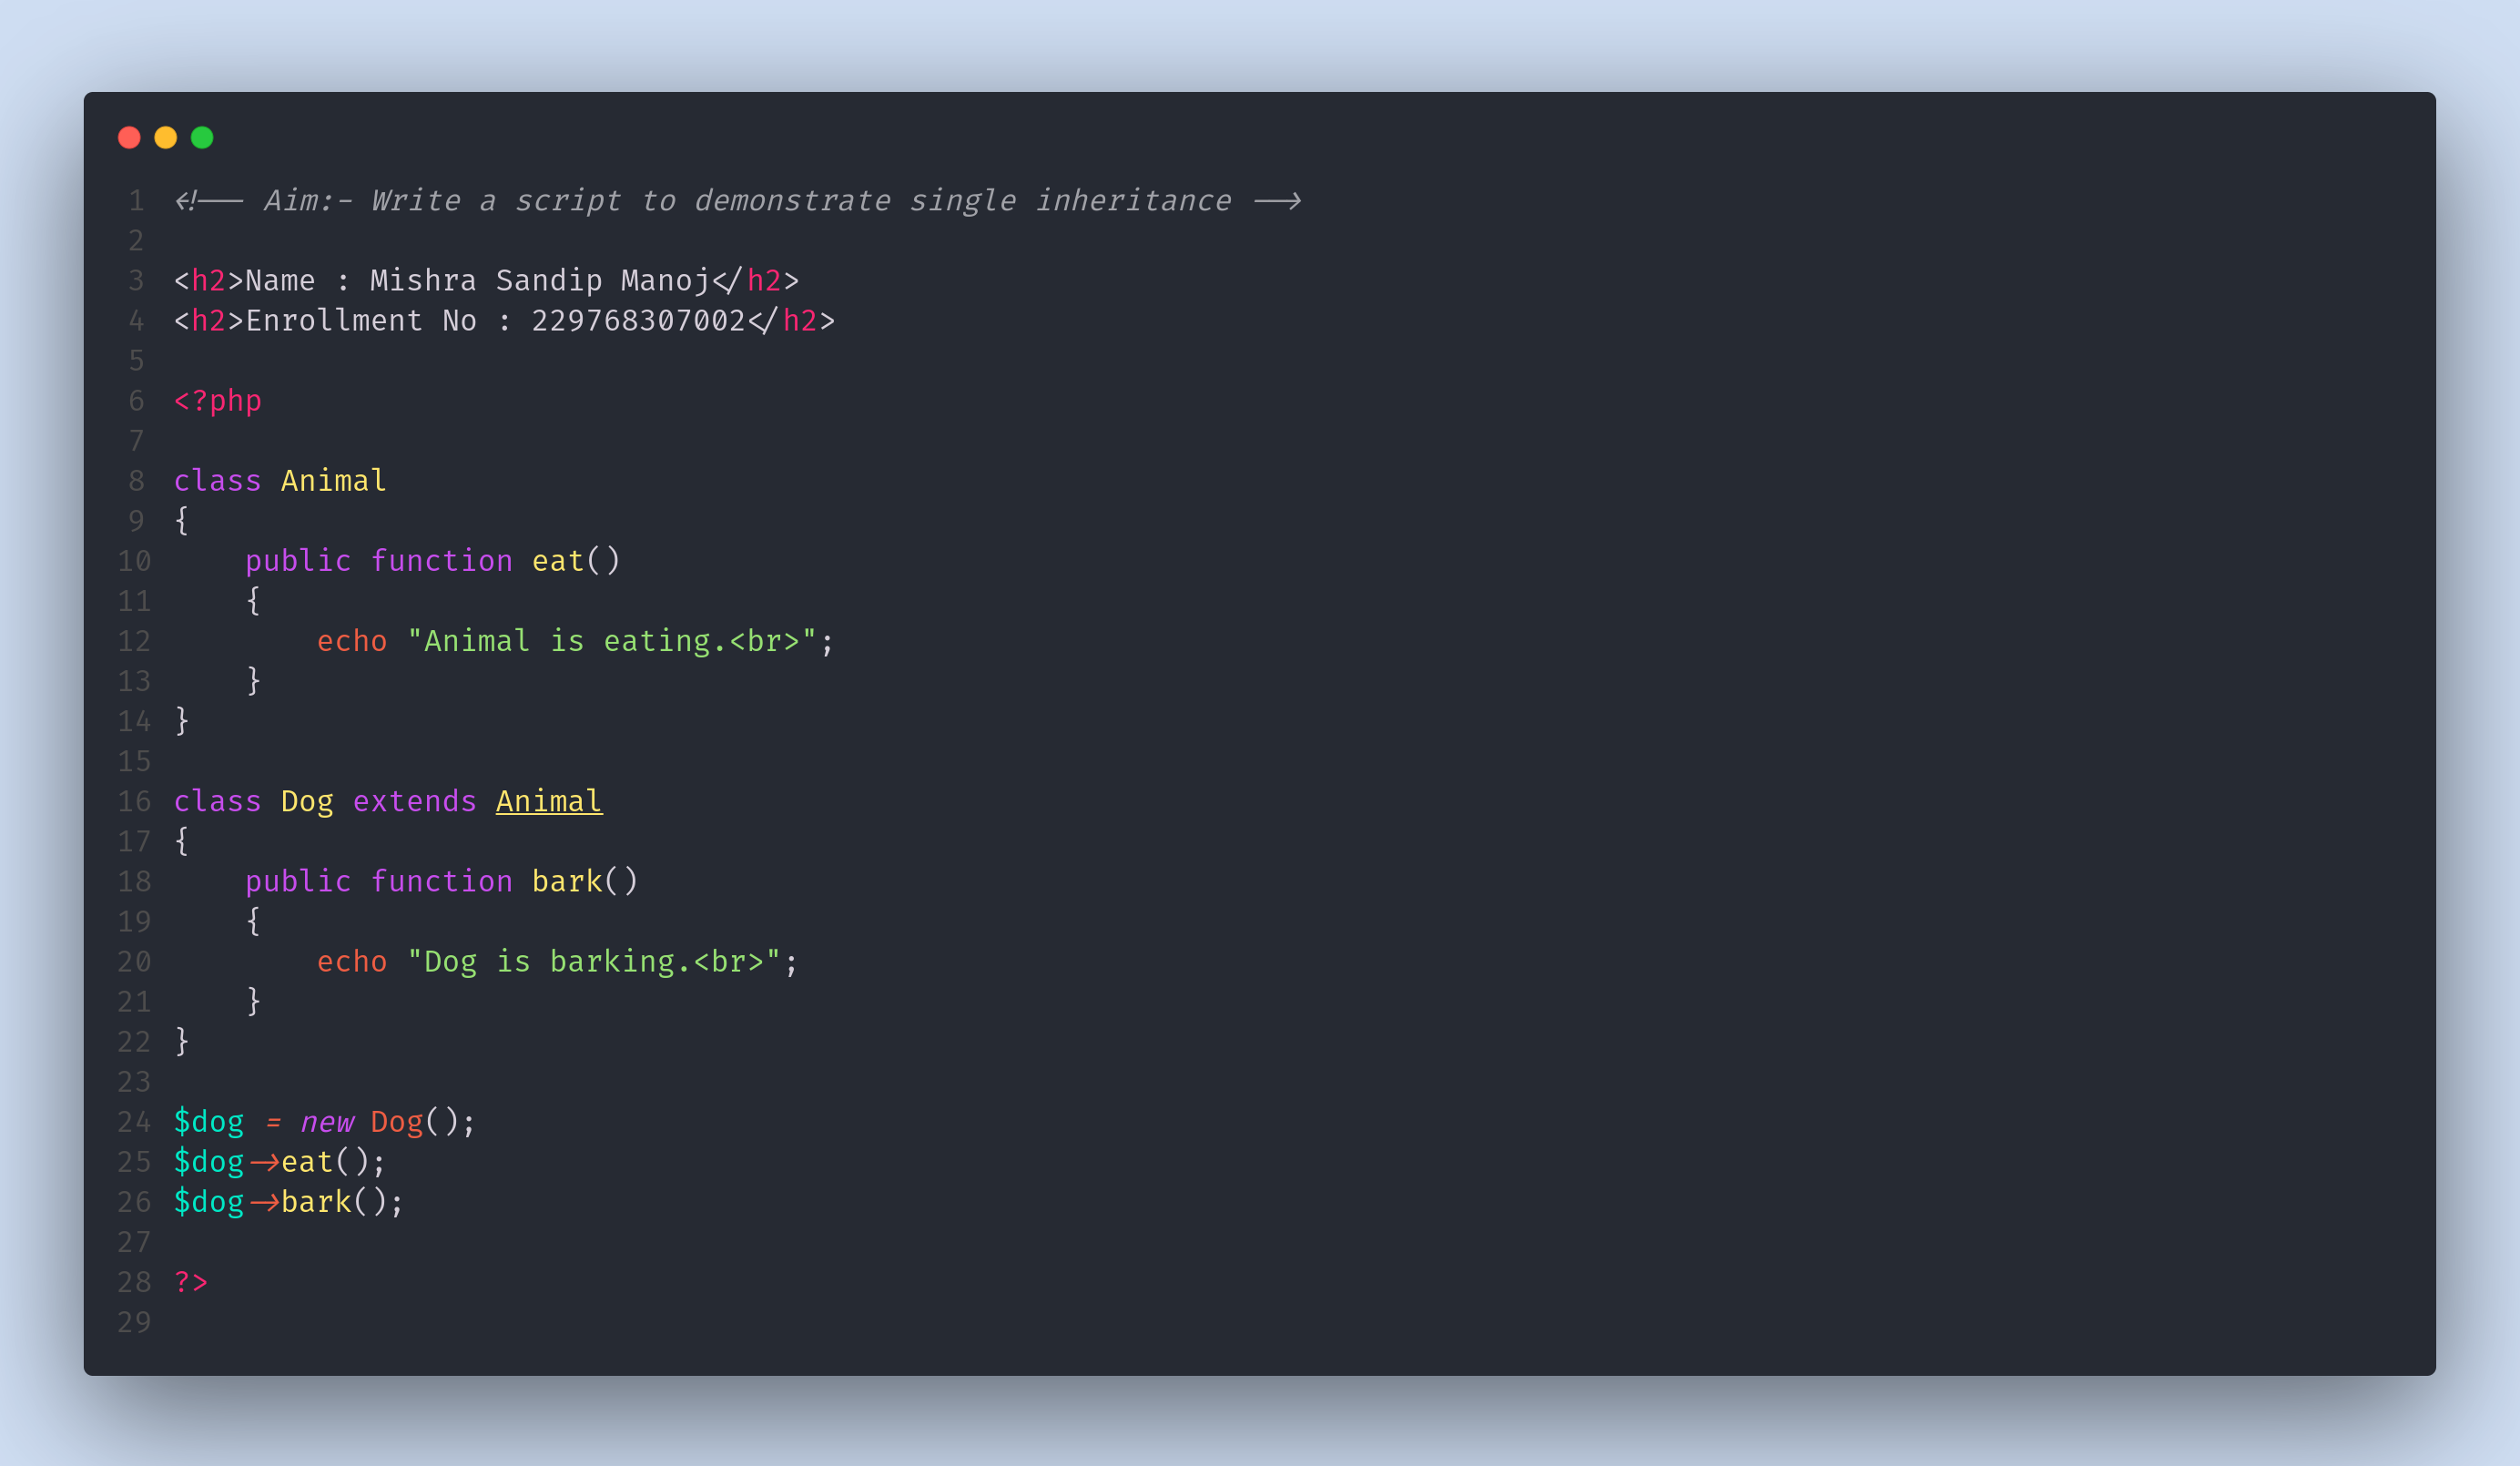 1 <!-- Aim:- Write a script to demonstrate single inheritance -->
2
3 <h2>Name : Mishra Sandip Manoj</h2>
4 <h2>Enrollment No : 229768307002</h2>
5
6 <?php
7
8 class Animal
9 {
10     public function eat()
11     {
12         echo "Animal is eating.<br>";
13     }
14 }
15
16 class Dog extends Animal
17 {
18     public function bark()
19     {
20         echo "Dog is barking.<br>";
21     }
22 }
23
24 $dog = new Dog();
25 $dog->eat();
26 $dog->bark();
27
28 ?>
29